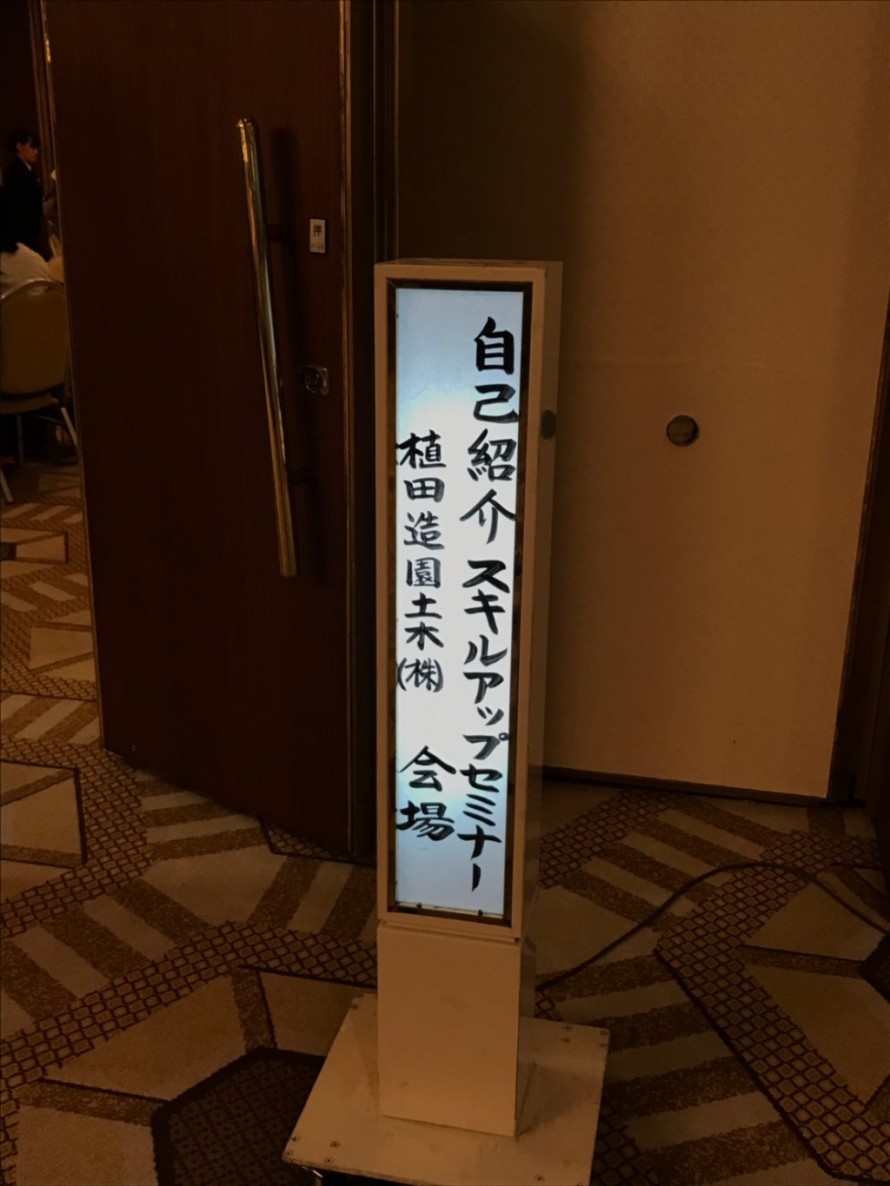 自己紹介スキルアップセミナー
植田造園土木(株) 会場
押